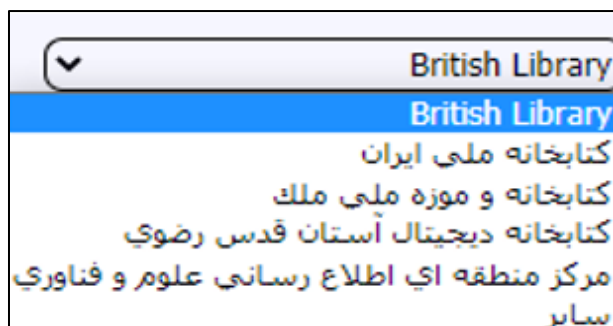 British Library
British Library
كتابخانه ملي ايران
كتابخانه و موزه ملي ملك
كتابخانه ديجيتال آستان قدس رضوي
مركز منطقه اي اطلاع رساني علوم و فناوري
ساير